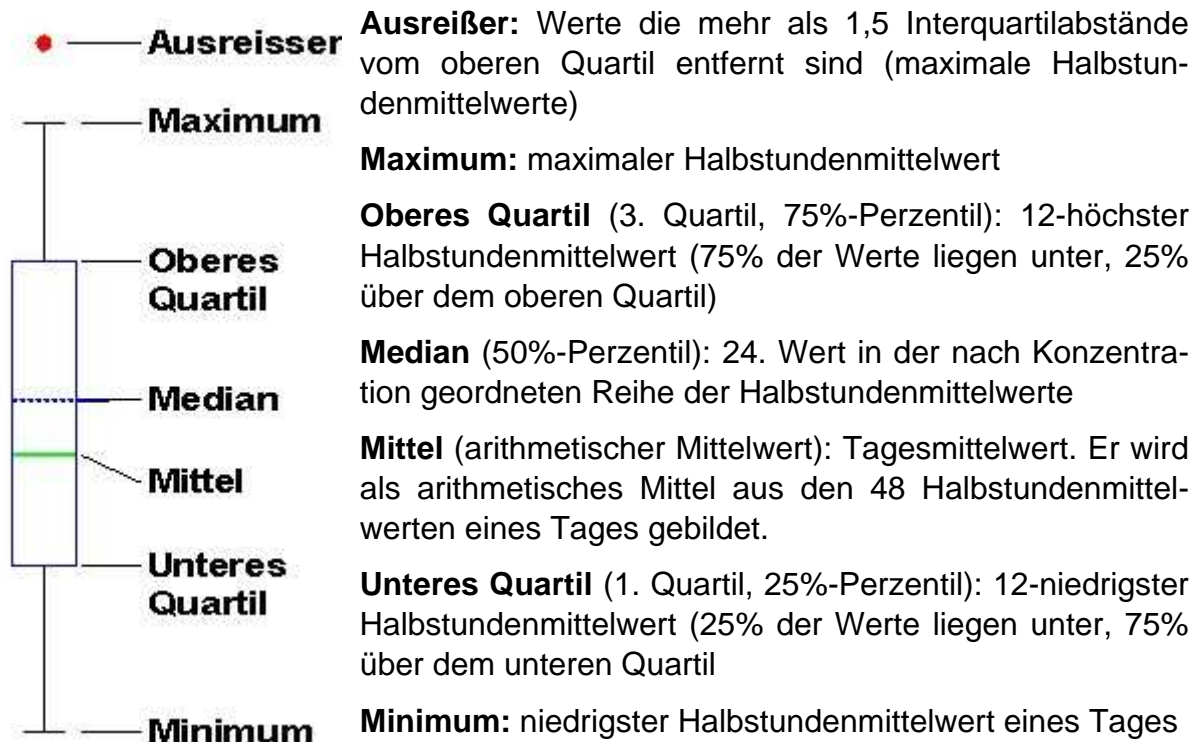 Ausreisser
Maximum
Oberes
Quartil
Median
Mittel
Unteres
Quartil
Minimum
Ausreißer: Werte die mehr als 1,5 Interquartilabstände
vom oberen Quartil entfernt sind (maximale Halbstun-
denmittelwerte)
Maximum: maximaler Halbstundenmittelwert
Oberes Quartil (3. Quartil, 75%-Perzentil): 12-höchster
Halbstundenmittelwert (75% der Werte liegen unter, 25%
über dem oberen Quartil)
Median (50%-Perzentil): 24. Wert in der nach Konzentra-
tion geordneten Reihe der Halbstundenmittelwerte
Mittel (arithmetischer Mittelwert): Tagesmittelwert. Er wird
als arithmetisches Mittel aus den 48 Halbstundenmittel-
werten eines Tages gebildet.
Unteres Quartil (1. Quartil, 25%-Perzentil): 12-niedrigster
Halbstundenmittelwert (25% der Werte liegen unter, 75%
über dem unteren Quartil
Minimum: niedrigster Halbstundenmittelwert eines Tages